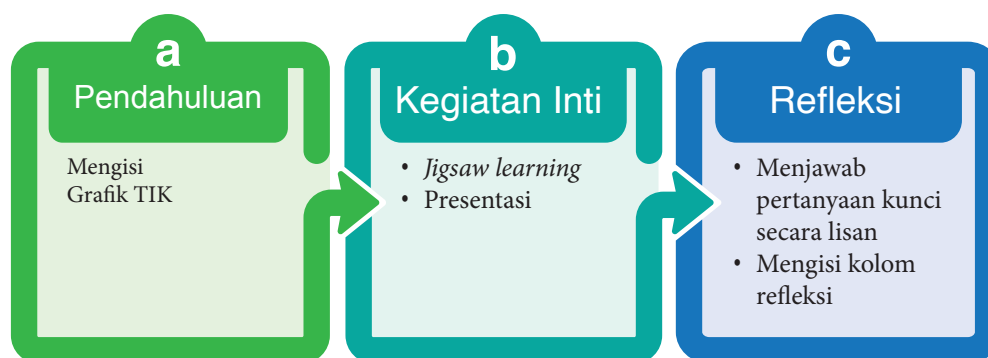 a
Pendahuluan
Mengisi
Grafik TIK
b
Kegiatan Inti
• Jigsaw learning
• Presentasi
c
Refleksi
• Menjawab
pertanyaan kunci
secara lisan
• Mengisi kolom
refleksi